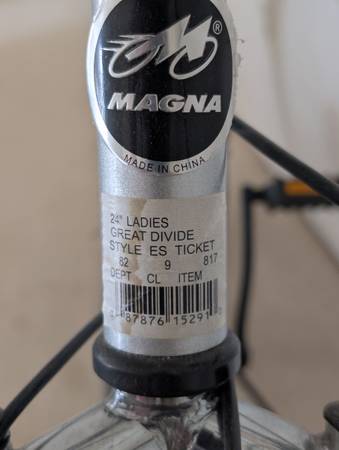 ®
MAGNA
MADE IN CHINA
24" LADIES
GREAT DIVIDE
STYLE ES TICKET
82 9 817
DEPT CL ITEM
87876 15291